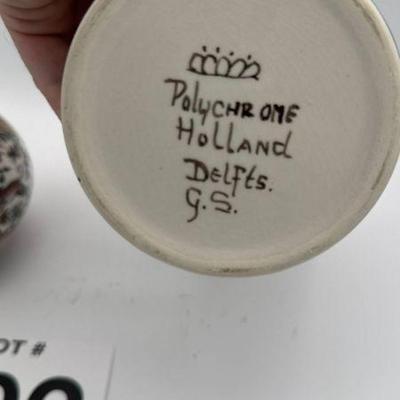 Polychrome
Holland
Delfts.
G.S.
OT #